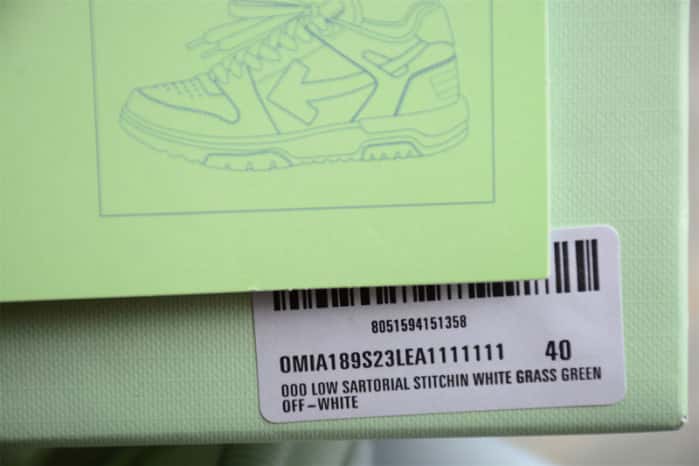 8051594151358
OMIA189S23LEA1111111 40
OOO LOW SARTORIAL STITCHIN WHITE GRASS GREEN
OFF-WHITE